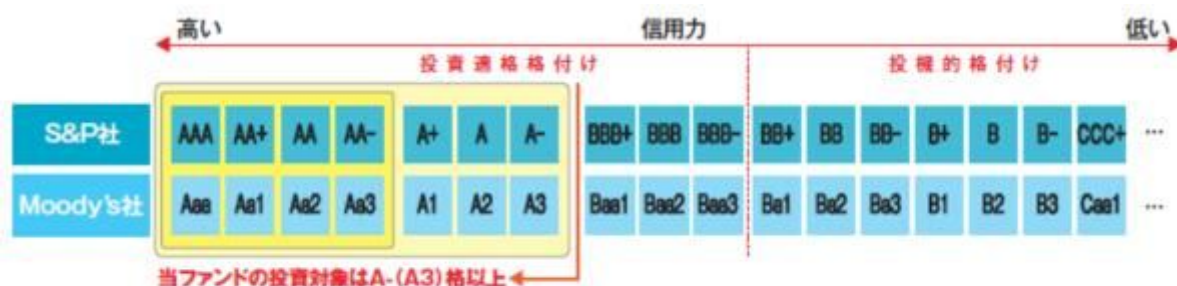 高い 信用力 低い
投資適格格付け 投機的格付け
S&P社 AAA AA+ AA AA- A+ A A- BBB+ BBB BBB- BB+ BB BB- B+ B B- CCC+ …
Moody's社 Aaa Aa1 Aa2 Aa3 A1 A2 A3 Baa1 Baa2 Baa3 Ba1 Ba2 Ba3 B1 B2 B3 Caa1 …
当ファンドの投資対象はA-(A3)格以上